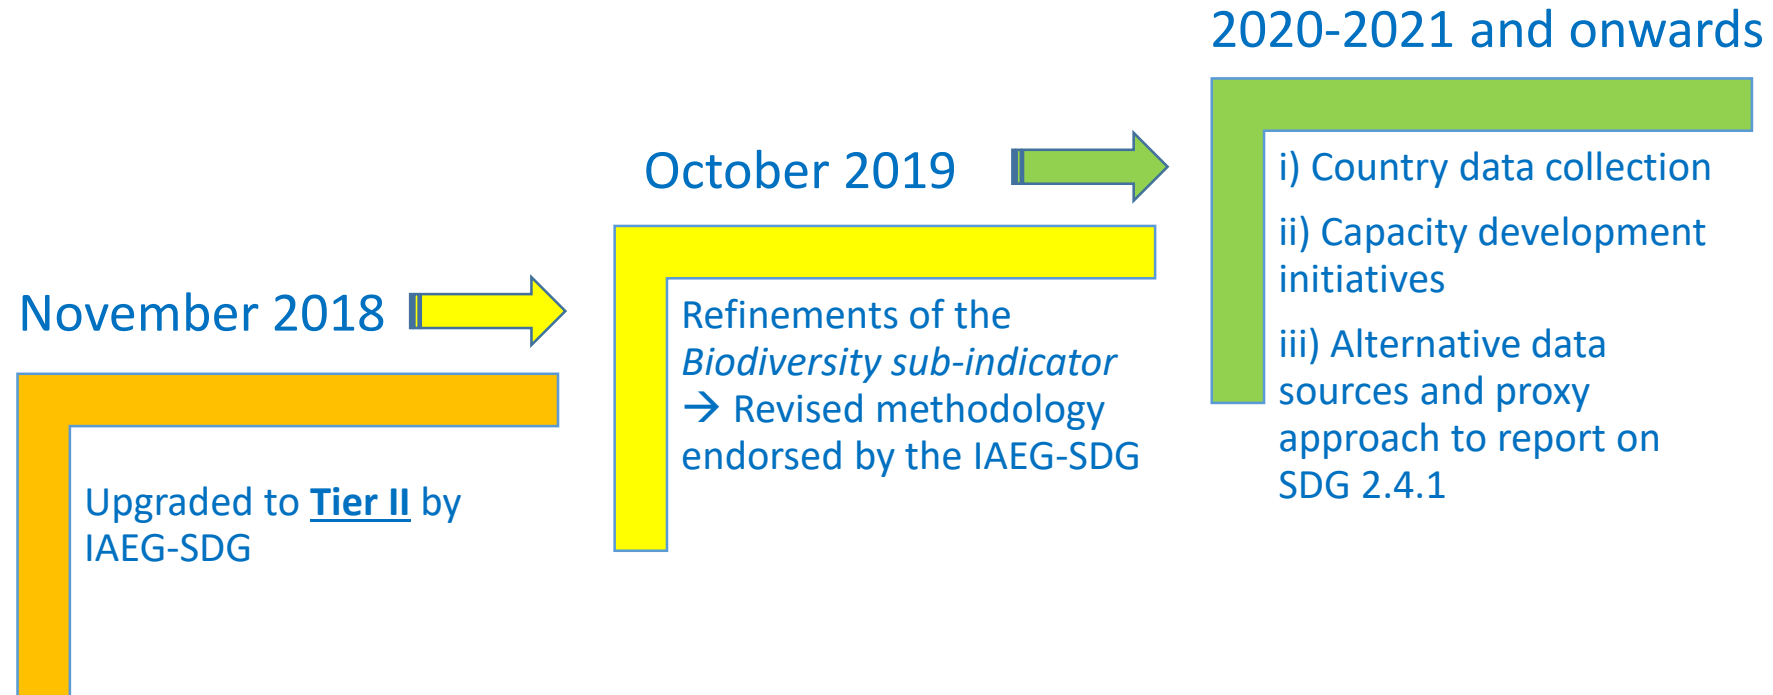 November 2018
Upgraded to Tier II by
IAEG-SDG
October 2019
Refinements of the
Biodiversity sub-indicator
→ Revised methodology
endorsed by the IAEG-SDG
2020-2021 and onwards
i) Country data collection
ii) Capacity development
initiatives
iii) Alternative data
sources and proxy
approach to report on
SDG 2.4.1